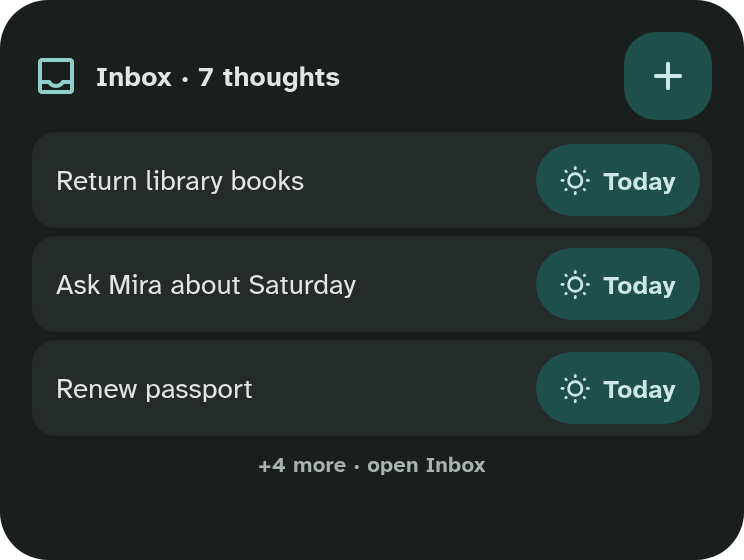 Inbox · 7 thoughts
Return library books
Today
Ask Mira about Saturday
Today
Renew passport
Today
+4 more · open Inbox